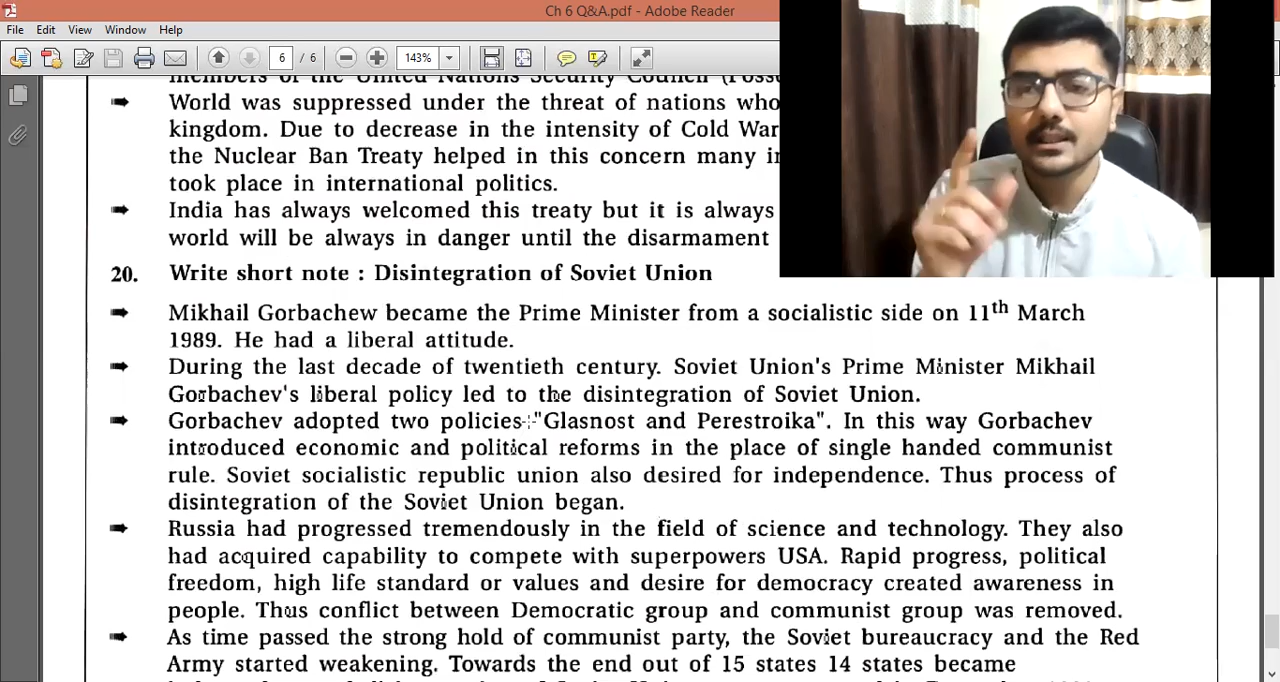 Ch 6 Q&A.pdf - Adobe Reader
File Edit View Window Help
6 / 6 143%
members of the United Nations Security Council
World was suppressed under the threat of nations who
kingdom. Due to decrease in the intensity of Cold War
the Nuclear Ban Treaty helped in this concern many
took place in international politics.
India has always welcomed this treaty but it is always
world will be always in danger until the disarmament
20. Write short note : Disintegration of Soviet Union
Mikhail Gorbachew became the Prime Minister from a socialistic side on 11th March
1989. He had a liberal attitude.
During the last decade of twentieth century. Soviet Union's Prime Minister Mikhail
Gorbachev's liberal policy led to the disintegration of Soviet Union.
Gorbachev adopted two policies "Glasnost and Perestroika". In this way Gorbachev
introduced economic and political reforms in the place of single handed communist
rule. Soviet socialistic republic union also desired for independence. Thus process of
disintegration of the Soviet Union began.
Russia had progressed tremendously in the field of science and technology. They also
had acquired capability to compete with superpowers USA. Rapid progress, political
freedom, high life standard or values and desire for democracy created awareness in
people. Thus conflict between Democratic group and communist group was removed.
As time passed the strong hold of communist party, the Soviet bureaucracy and the Red
Army started weakening. Towards the end out of 15 states 14 states became